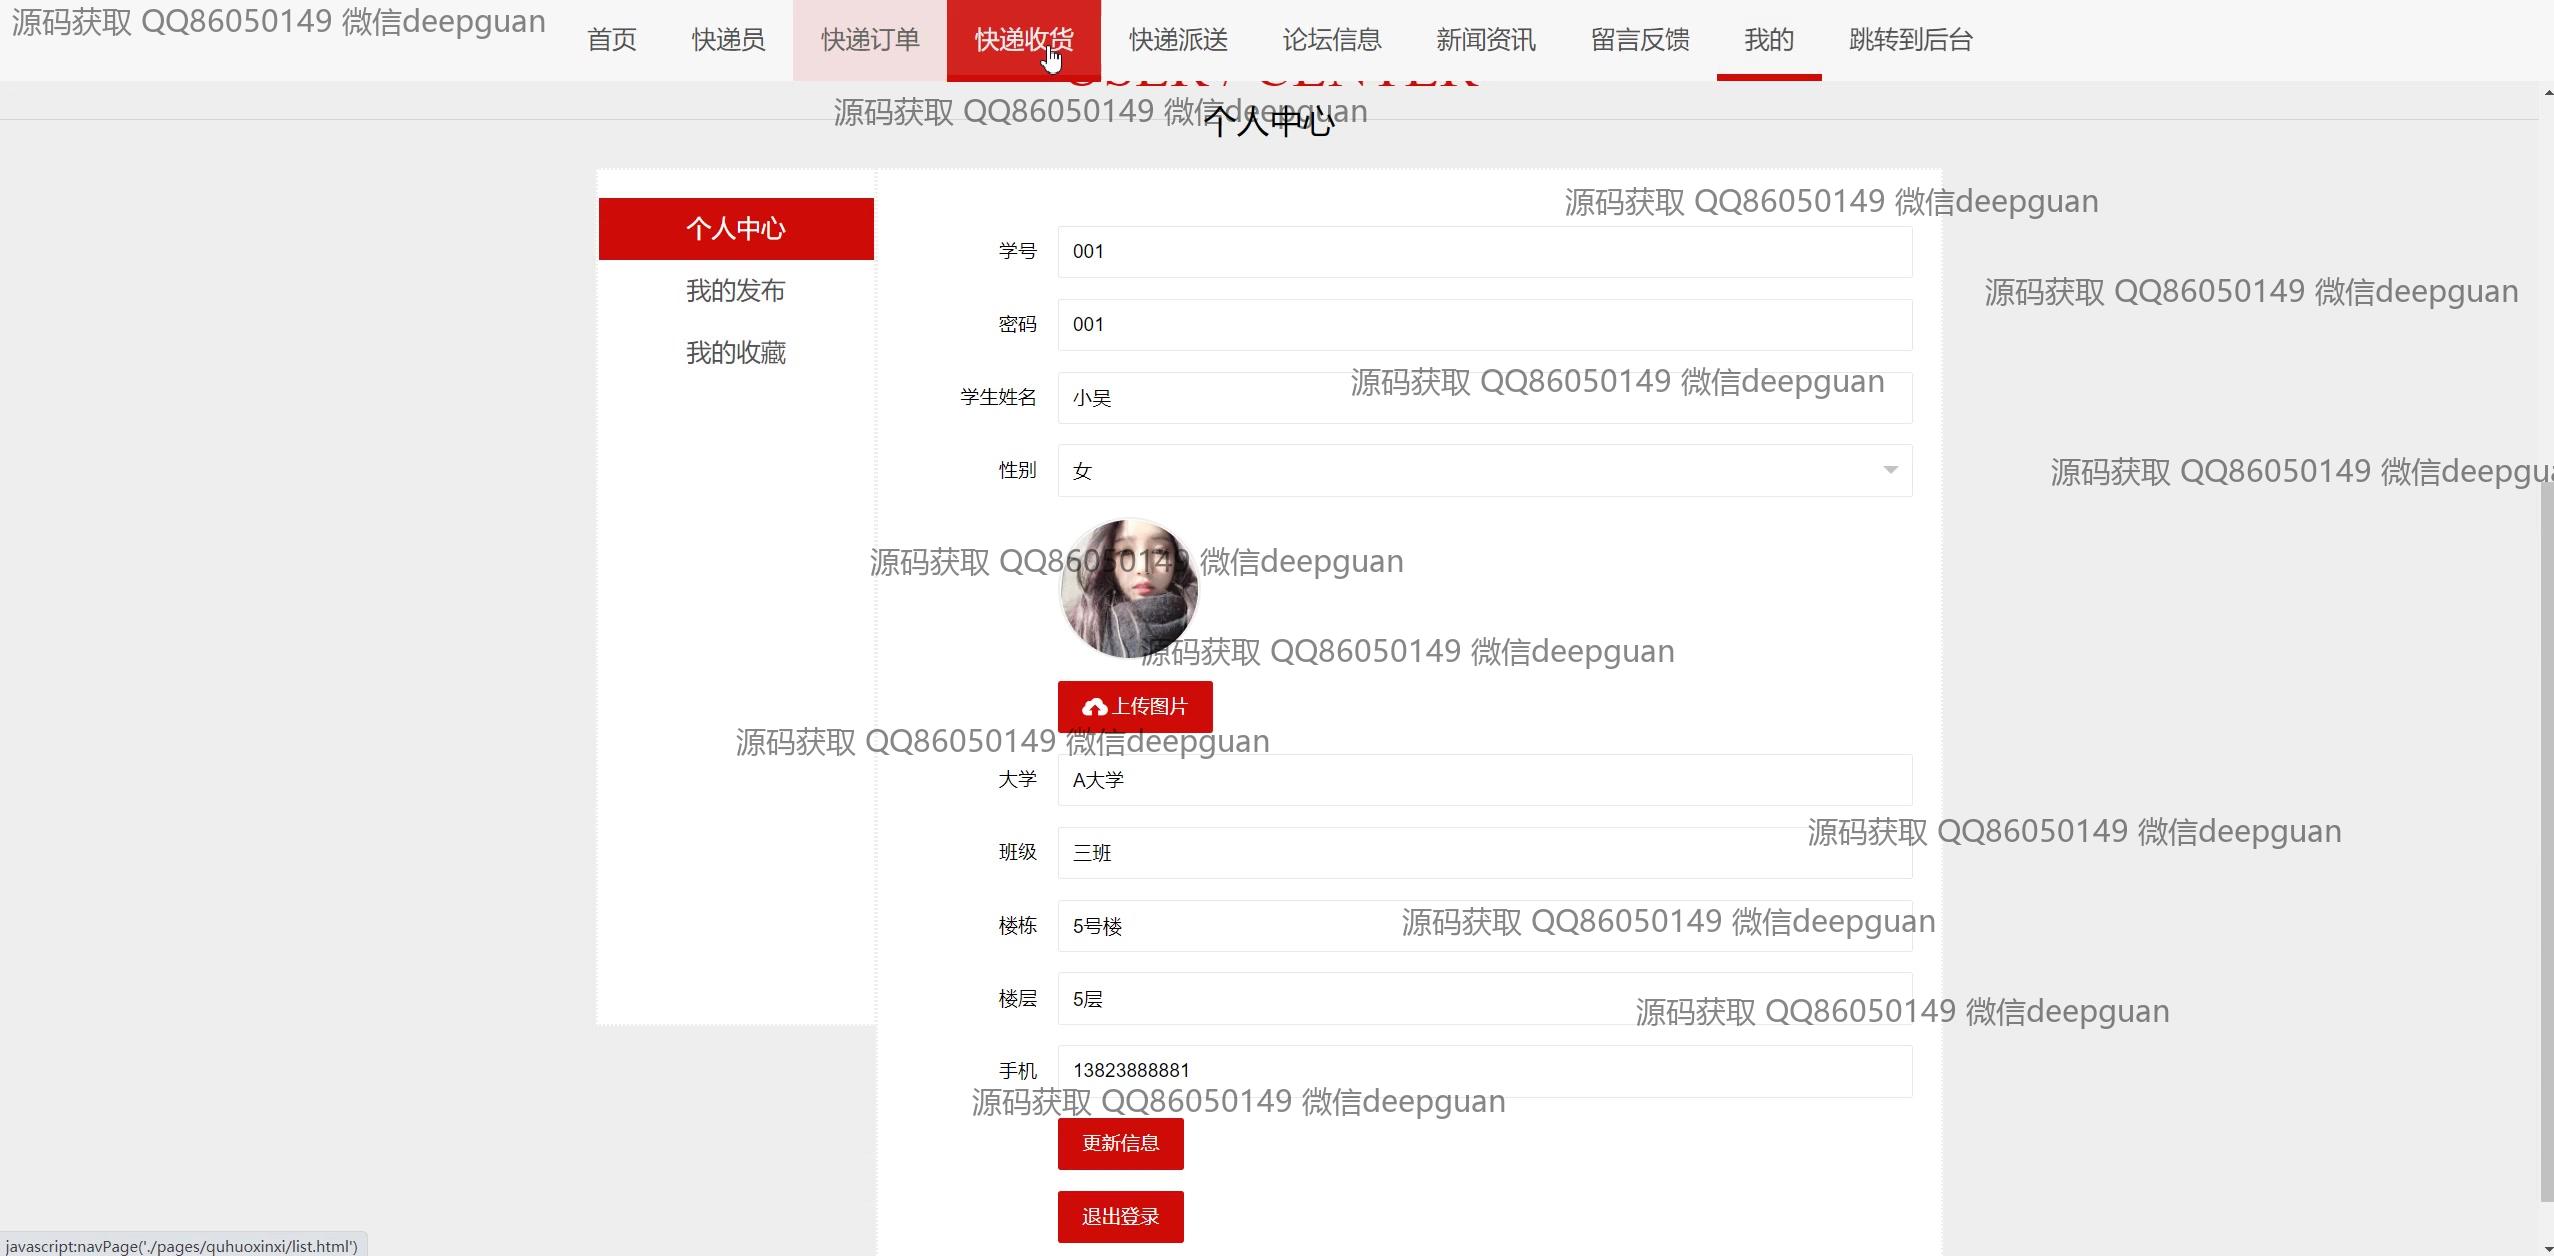 源码获取 QQ86050149 微信deepguan
首页 快递员 快递订单 快递收货 快递派送 论坛信息 新闻资讯 留言反馈 我的 跳转到后台
USER / CENTER
源码获取 QQ86050149 微信deepguan
个人中心
源码获取 QQ86050149 微信deepguan
个人中心
学号 001
我的发布
源码获取 QQ86050149 微信deepguan
密码 001
我的收藏
源码获取 QQ86050149 微信deepguan
学生姓名 小吴
性别 女
源码获取 QQ86050149 微信deepgua
源码获取 QQ86050149 微信deepguan
源码获取 QQ86050149 微信deepguan
上传图片
源码获取 QQ86050149 微信deepguan
大学 A大学
源码获取 QQ86050149 微信deepguan
班级 三班
源码获取 QQ86050149 微信deepguan
楼栋 5号楼
楼层 5层
源码获取 QQ86050149 微信deepguan
手机 13823888881
源码获取 QQ86050149 微信deepguan
更新信息
退出登录
javascript:navPage('./pages/quhuoxinxi/list.html')